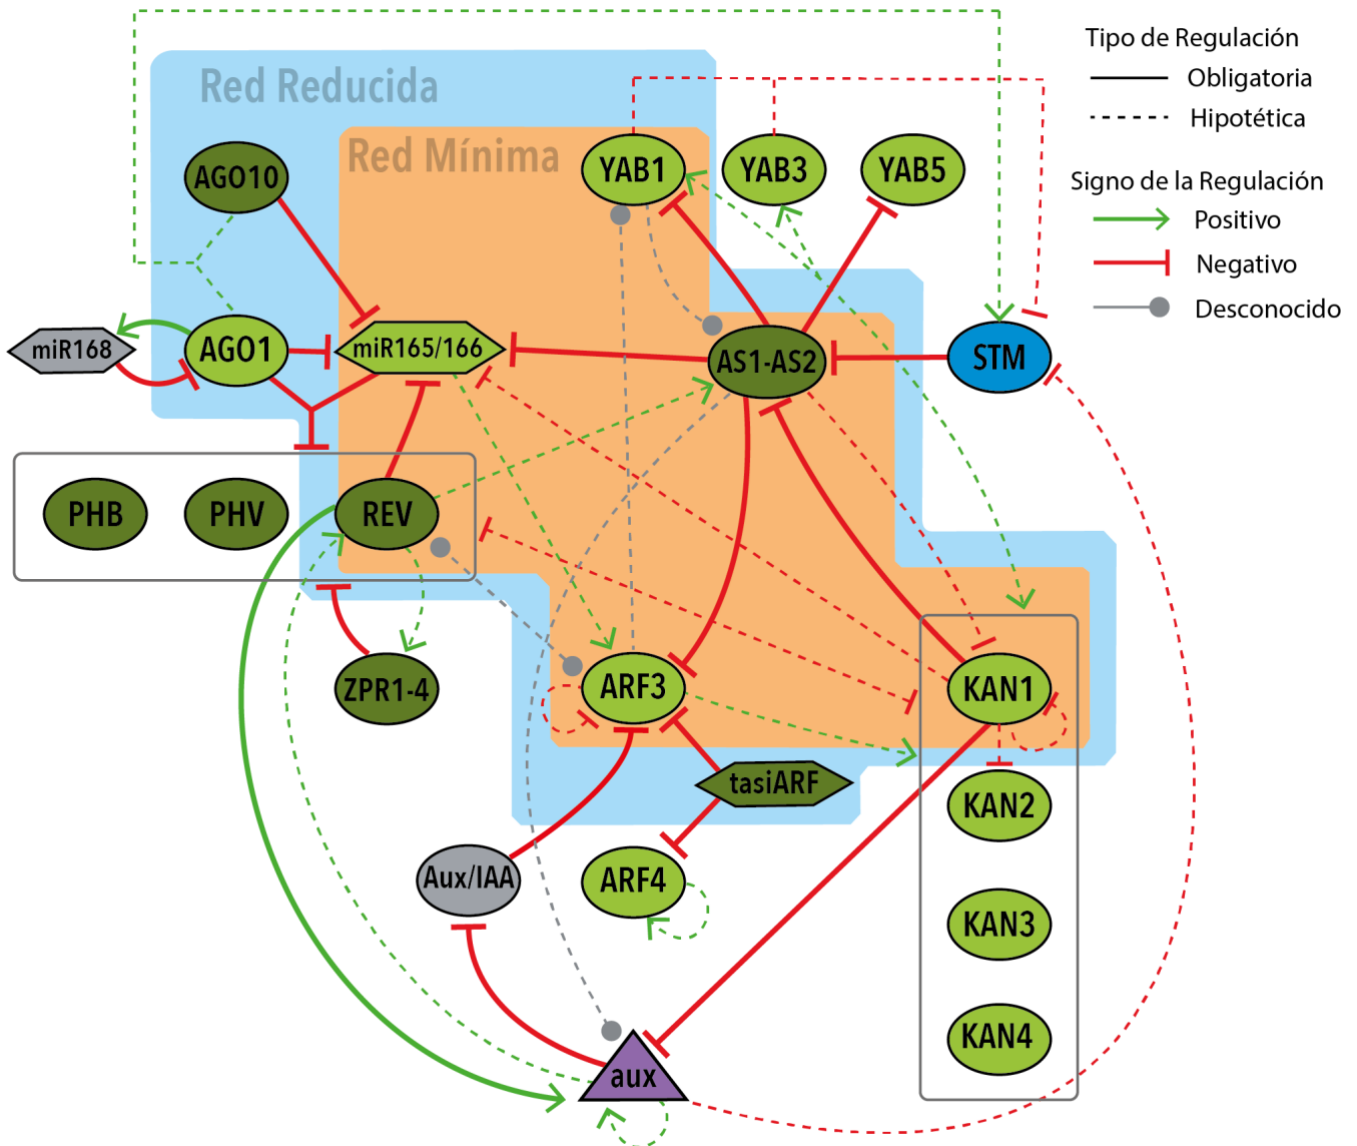 Tipo de Regulación
Obligatoria
Hipotética
Signo de la Regulación
Positivo
Negativo
Desconocido
Red Reducida
Red Mínima
AGO10
YAB1
YAB3
YAB5
miR168
AGO1
miR165/166
AS1-AS2
STM
PHB
PHV
REV
ZPR1-4
ARF3
KAN1
tasiARF
KAN2
Aux/IAA
ARF4
KAN3
KAN4
aux